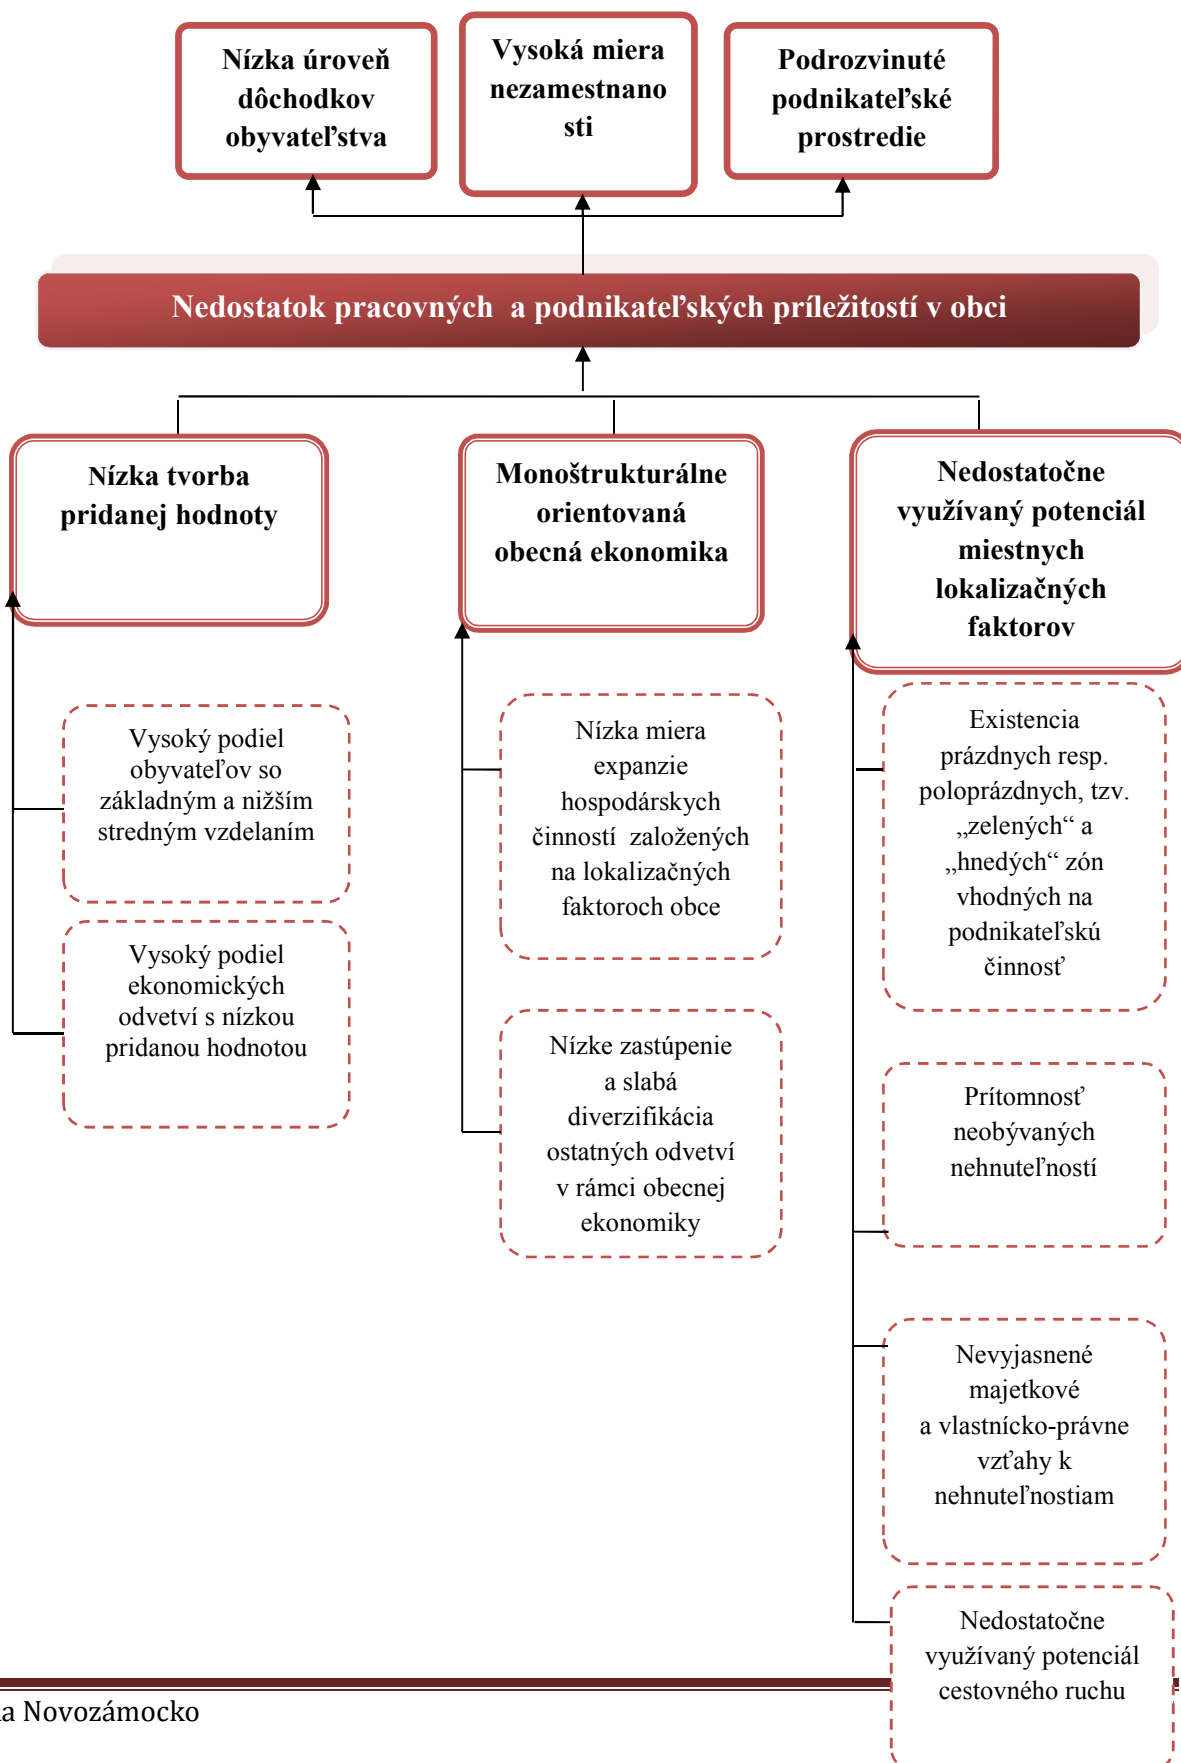 Nízka úroveň
dôchodkov
obyvateľstva
Vysoká miera
nezamestnano
sti
Podrozvinuté
podnikateľské
prostredie
Nedostatok pracovných a podnikateľských príležitostí v obci
Nízka tvorba
pridanej hodnoty
Monoštrukturálne
orientovaná
obecná ekonomika
Nedostatočne
využívaný potenciál
miestnych
lokalizačných
faktorov
Vysoký podiel
obyvateľov so
základným a nižším
stredným vzdelaním
Vysoký podiel
ekonomických
odvetví s nízkou
pridanou hodnotou
Nízka miera
expanzie
hospodárskych
činností založených
na lokalizačných
faktoroch obce
Nízke zastúpenie
a slabá
diverzifikácia
ostatných odvetví
v rámci obecnej
ekonomiky
Existencia
prázdnych resp.
poloprázdnych, tzv.
„zelených“ a
„hnedých“ zón
vhodných na
podnikateľskú
činnosť
Prítomnosť
neobývaných
nehnuteľností
Nevyjasnené
majetkové
a vlastnícko-právne
vzťahy k
nehnuteľnostiam
Nedostatočne
využívaný potenciál
cestovného ruchu
Novozámocko